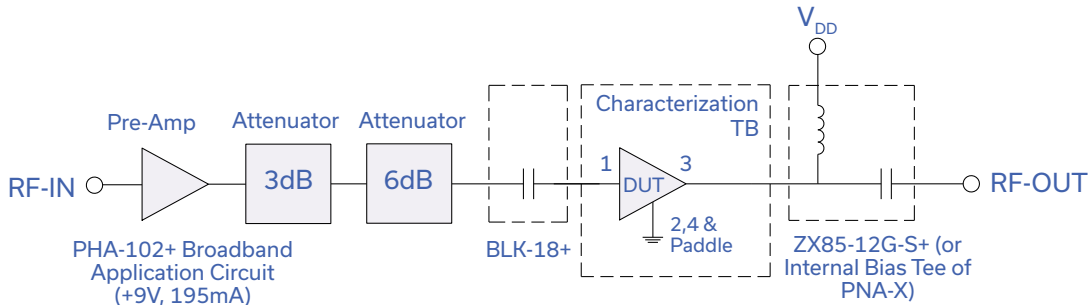 V_DD
Pre-Amp
Attenuator
Attenuator
Characterization
TB
RF-IN
3dB
6dB
1
DUT
3
RF-OUT
2,4 &
Paddle
BLK-18+
PHA-102+ Broadband
Application Circuit
(+9V, 195mA)
ZX85-12G-S+ (or
Internal Bias Tee of
PNA-X)